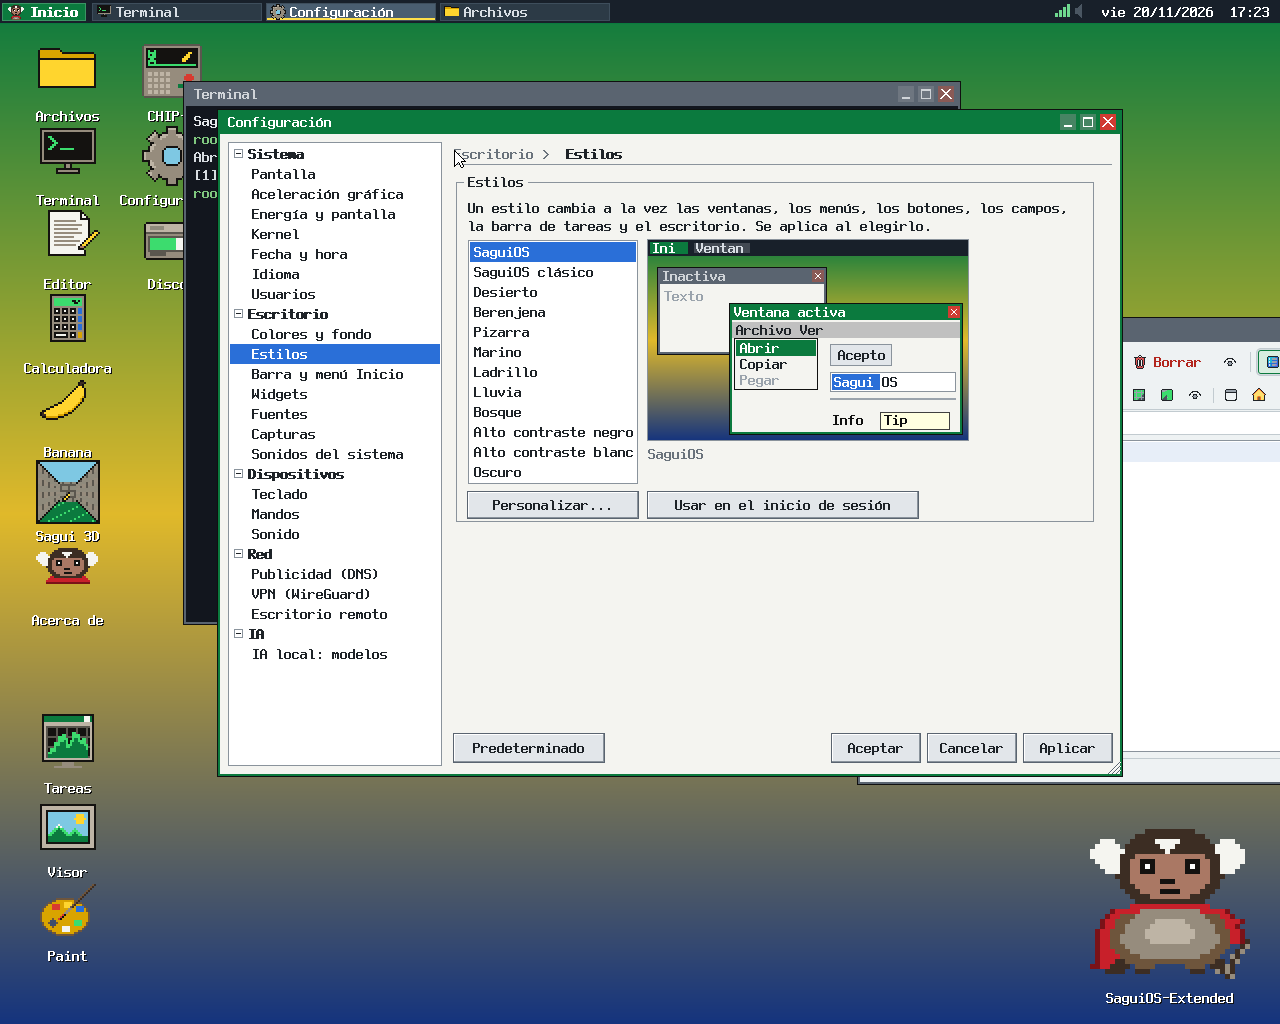 Inicio
Terminal
Configuración
Archivos
vie 20/11/2026
17:23
Archivos
CHIP-
Terminal
Configur
Editor
Disc
Calculadora
Banana
Sagui 3D
Acerca de
Tareas
Visor
Paint
SaguiOS-Extended
Terminal
Sag
roo
Abr
[1]
roo
Configuración
Sistema
Pantalla
Aceleración gráfica
Energía y pantalla
Kernel
Fecha y hora
Idioma
Usuarios
Escritorio
Colores y fondo
Estilos
Barra y menú Inicio
Widgets
Fuentes
Capturas
Sonidos del sistema
Dispositivos
Teclado
Mandos
Sonido
Red
Publicidad (DNS)
VPN (WireGuard)
Escritorio remoto
IA
IA local: modelos
Escritorio > Estilos
Estilos
Un estilo cambia a la vez las ventanas, los menús, los botones, los campos,
la barra de tareas y el escritorio. Se aplica al elegirlo.
SaguiOS
SaguiOS clásico
Desierto
Berenjena
Pizarra
Marino
Ladrillo
Lluvia
Bosque
Alto contraste negro
Alto contraste blanc
Oscuro
Ini
Ventan
Inactiva
Texto
Ventana activa
Archivo Ver
Abrir
Copiar
Pegar
Acepto
Sagui OS
Info
Tip
SaguiOS
Personalizar...
Usar en el inicio de sesión
Predeterminado
Aceptar
Cancelar
Aplicar
Borrar